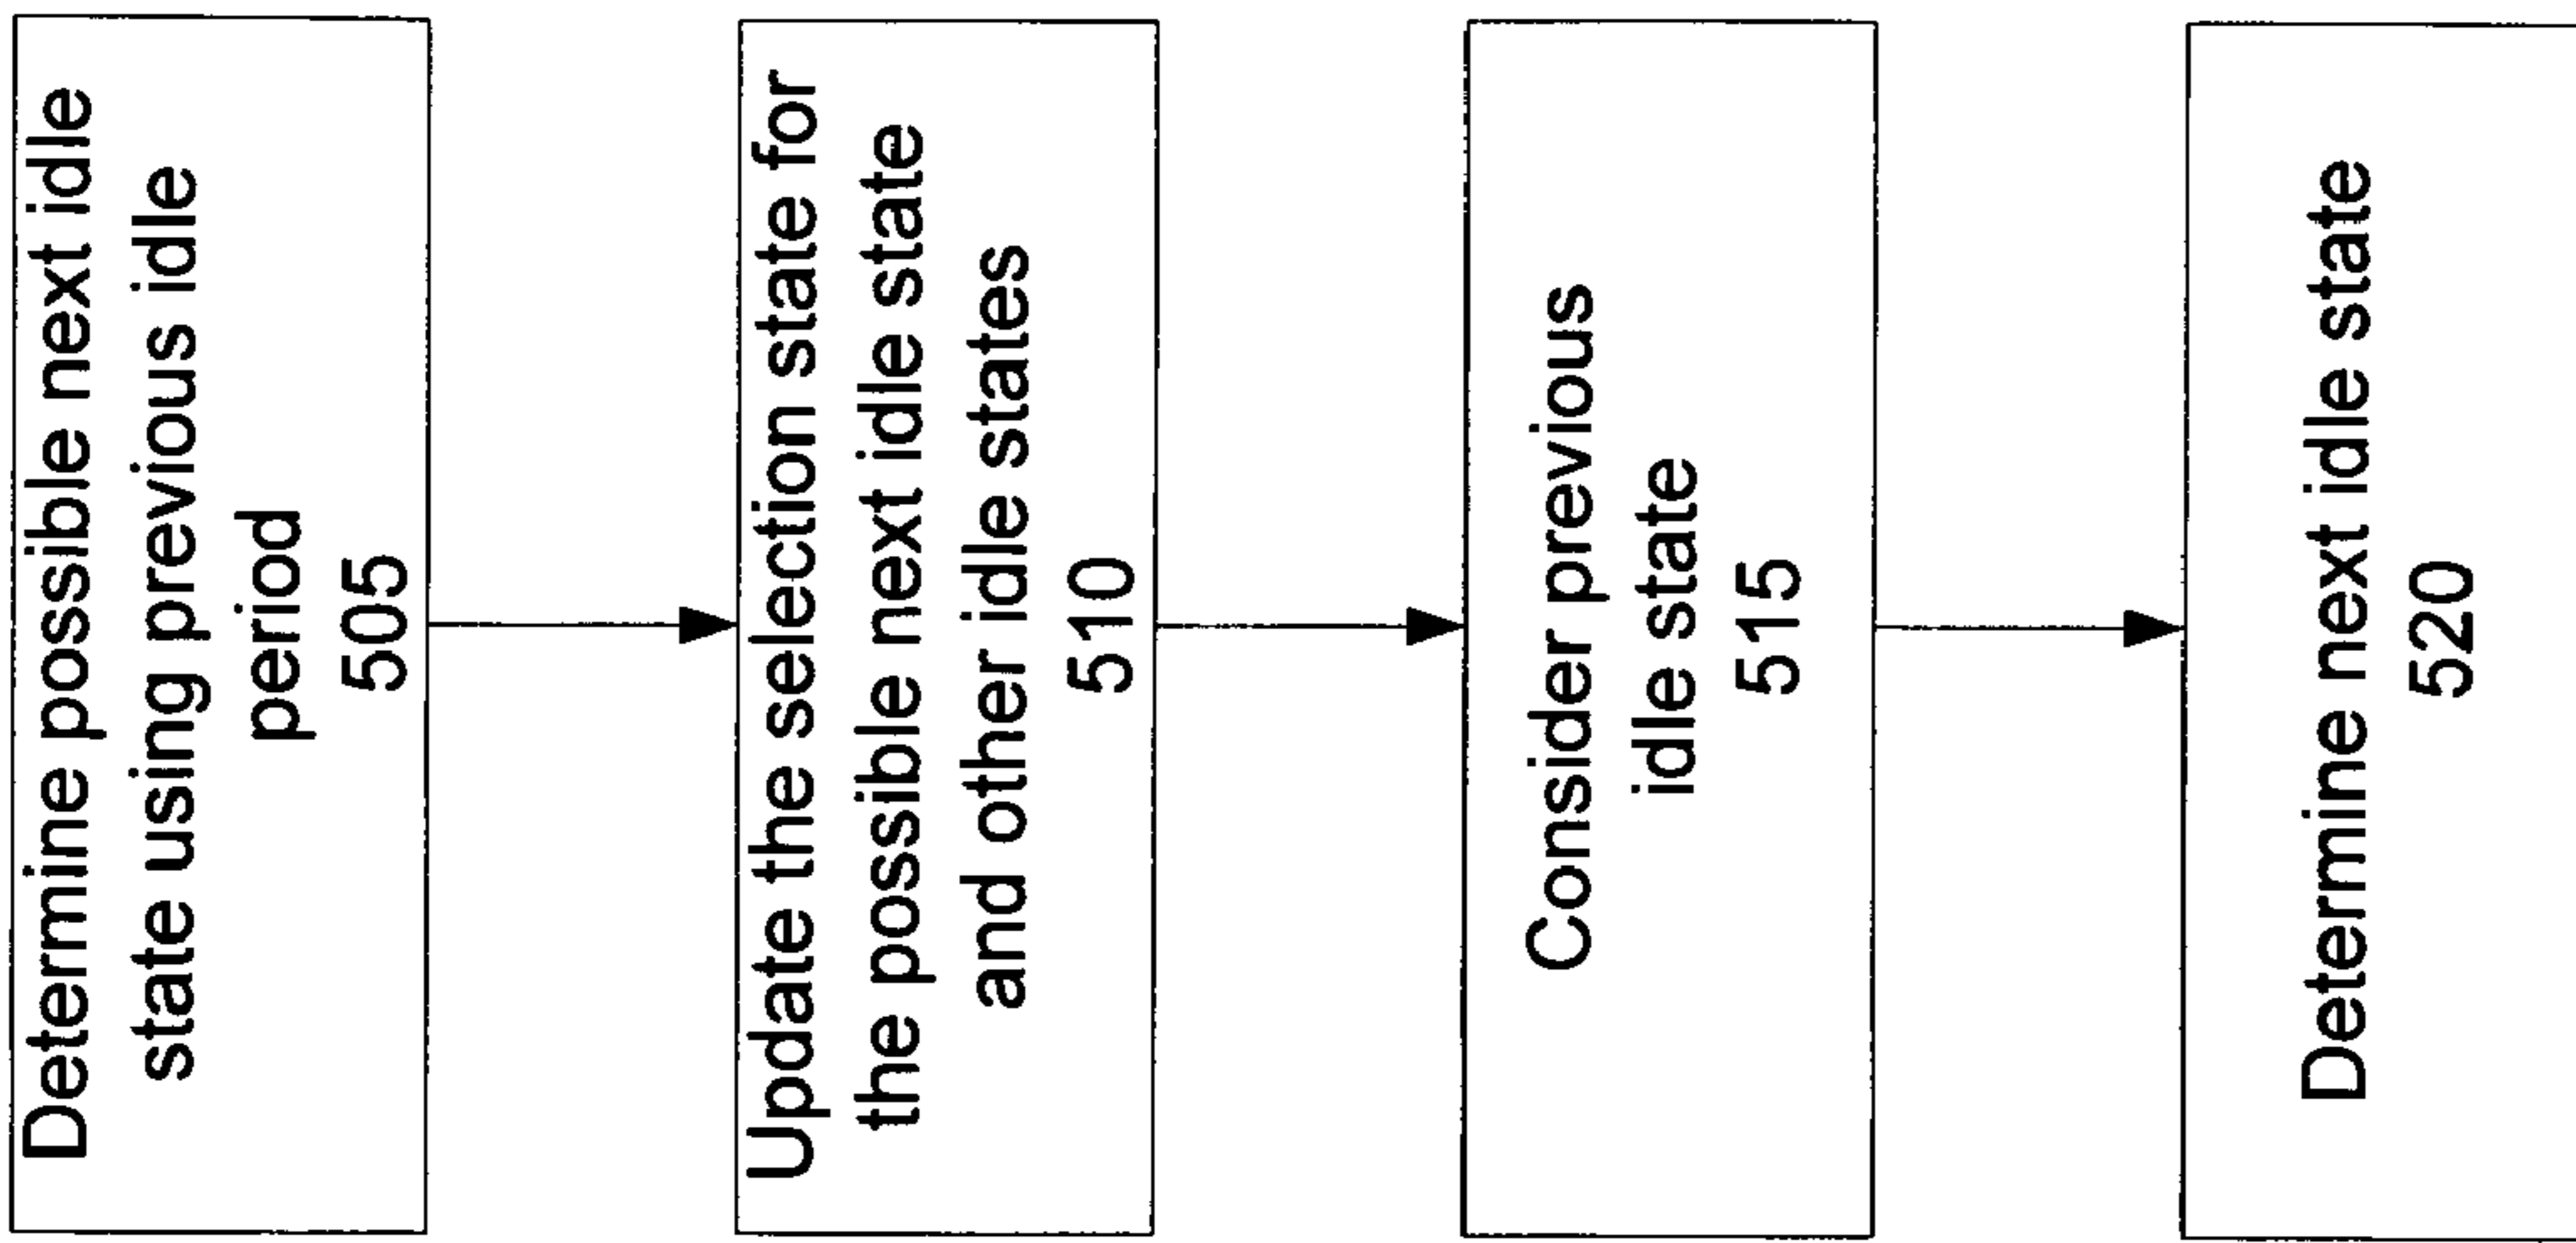 Determine possible next idle
state using previous idle
period
505
Update the selection state for
the possible next idle state
and other idle states
510
Consider previous
idle state
515
Determine next idle state
520